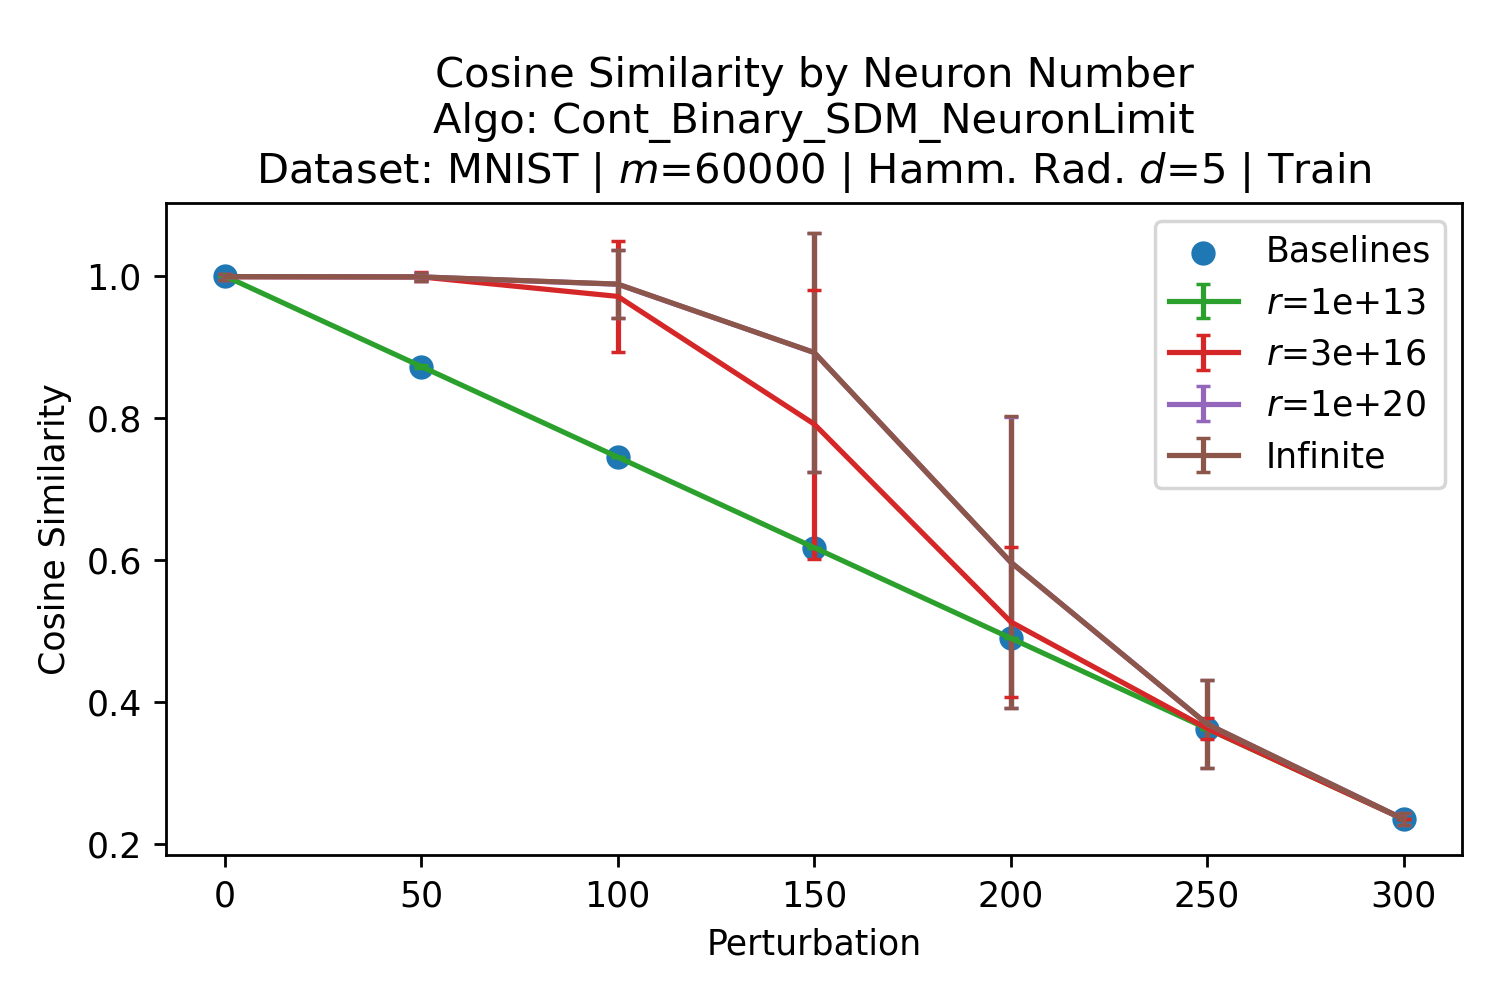 Cosine Similarity by Neuron Number
Algo: Cont_Binary_SDM_NeuronLimit
Dataset: MNIST | m=60000 | Hamm. Rad. d=5 | Train
Cosine Similarity
1.0
0.8
0.6
0.4
0.2
Baselines
r=1e+13
r=3e+16
r=1e+20
Infinite
0 50 100 150 200 250 300
Perturbation